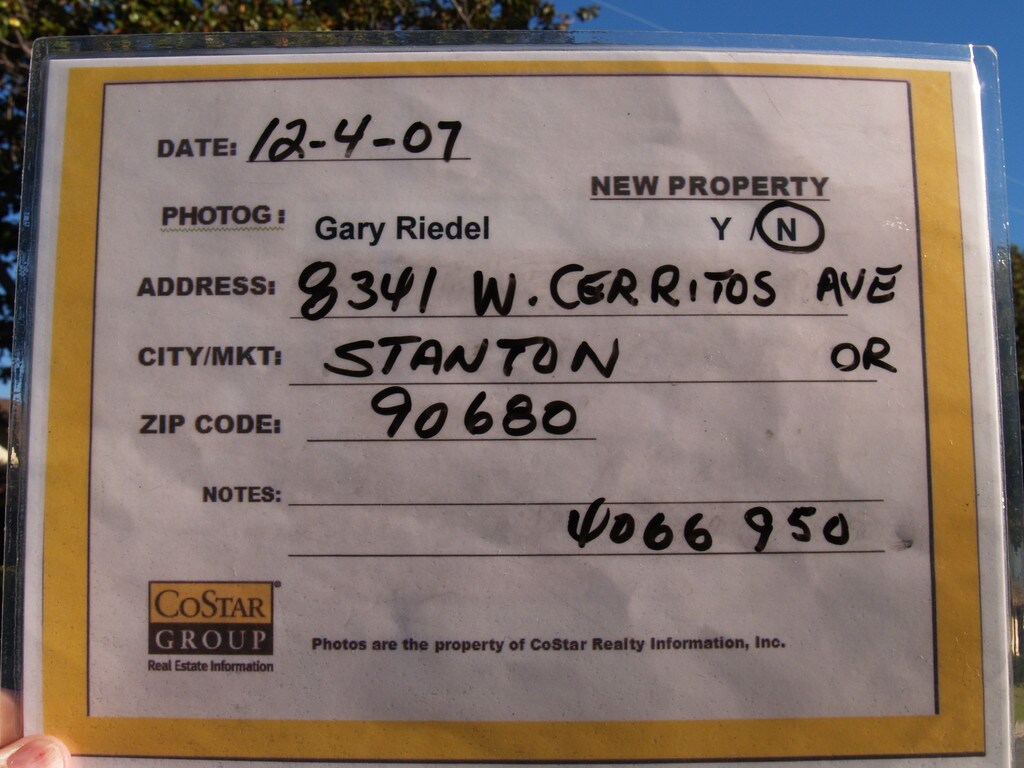 DATE: 12-4-07
NEW PROPERTY
PHOTOG: Gary Riedel Y / N
ADDRESS: 8341 W. CERRITOS AVE
CITY/MKT: STANTON OR
ZIP CODE: 90680
NOTES:
4066 950
COSTAR
GROUP
Real Estate Information
Photos are the property of CoStar Realty Information, Inc.